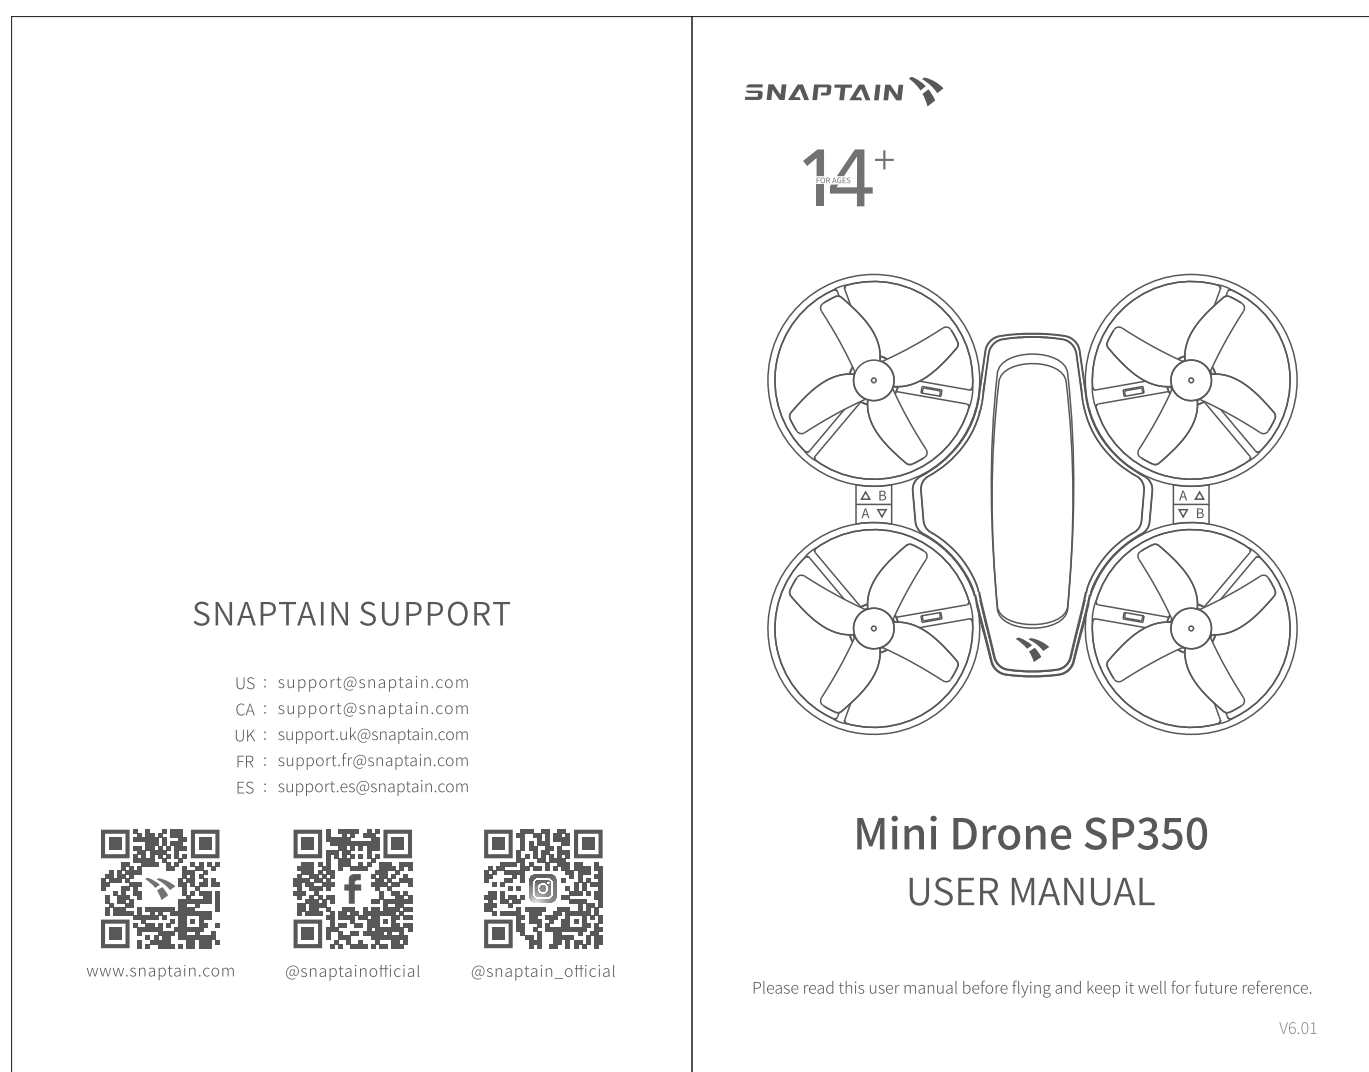 SNAPTAIN SUPPORT
US : support@snaptain.com
CA : support@snaptain.com
UK : support.uk@snaptain.com
FR : support.fr@snaptain.com
ES : support.es@snaptain.com
www.snaptain.com
@snaptainofficial
@snaptain_official
SNAPTAIN
14+
FOR AGES
△ B
A ▽
A △
▽ B
Mini Drone SP350
USER MANUAL
Please read this user manual before flying and keep it well for future reference.
V6.01